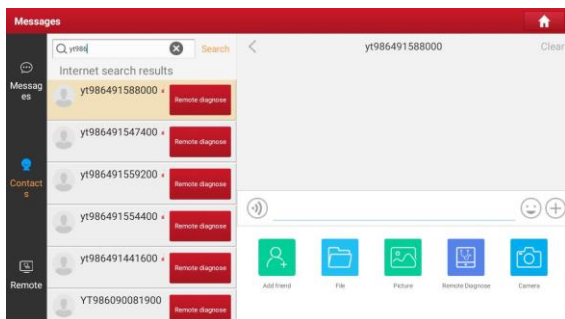 Messages
yt986
Search
yt986491588000
Clear
Internet search results
Messag
es
yt986491588000
Remote diagnose
yt986491547400
Remote diagnose
Contact
s
yt986491559200
Remote diagnose
yt986491554400
Remote diagnose
yt986491441600
Remote diagnose
Remote
YT986090081900
Remote diagnose
Add friend
File
Picture
Remote Diagnose
Camera